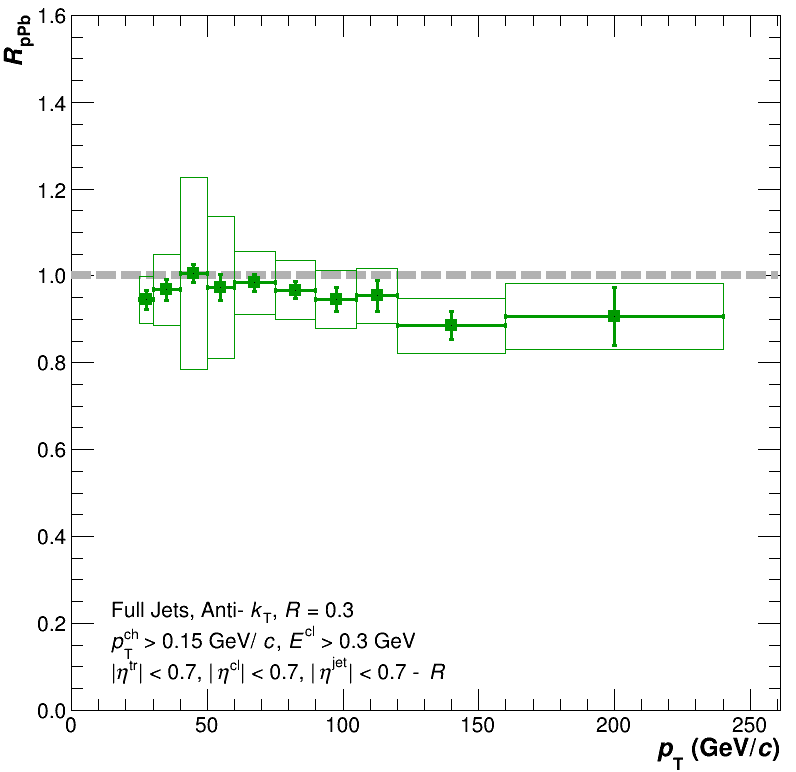 R_pPb
1.6
1.4
1.2
1.0
0.8
0.6
0.4
0.2
0.0
Full Jets, Anti- k_T, R = 0.3
p_T^ch > 0.15 GeV/ c, E^cl > 0.3 GeV
|η^tr| < 0.7, | η^cl| < 0.7, | η^jet| < 0.7 - R
0 50 100 150 200 250
p_T (GeV/c)